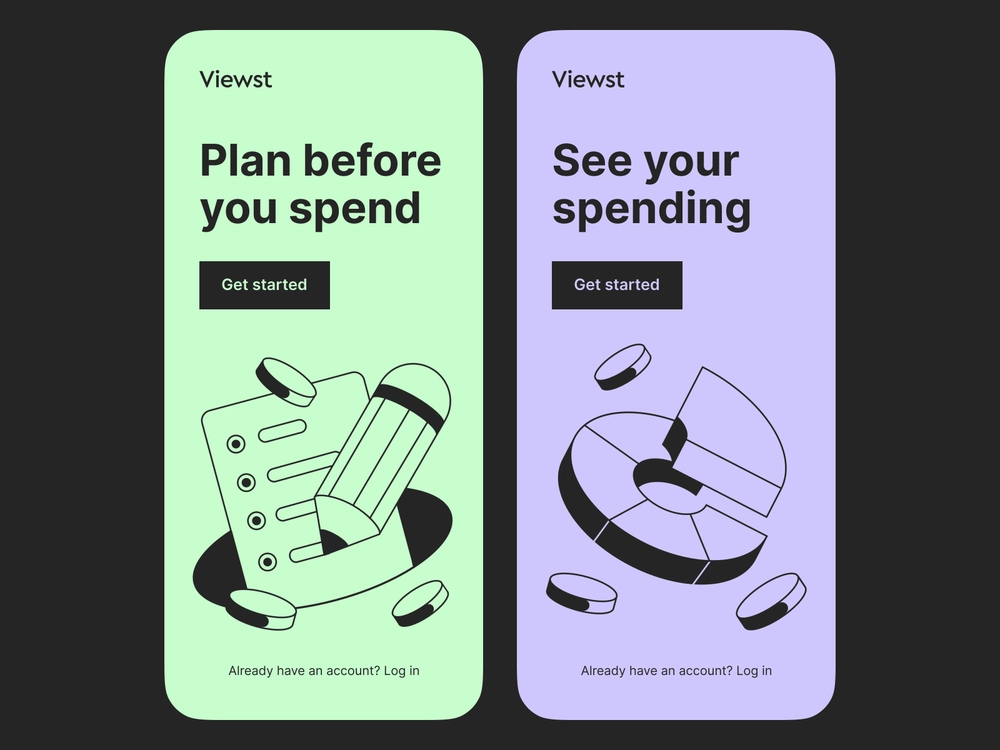 Viewst
Plan before
you spend
Get started
Already have an account? Log in
Viewst
See your
spending
Get started
Already have an account? Log in